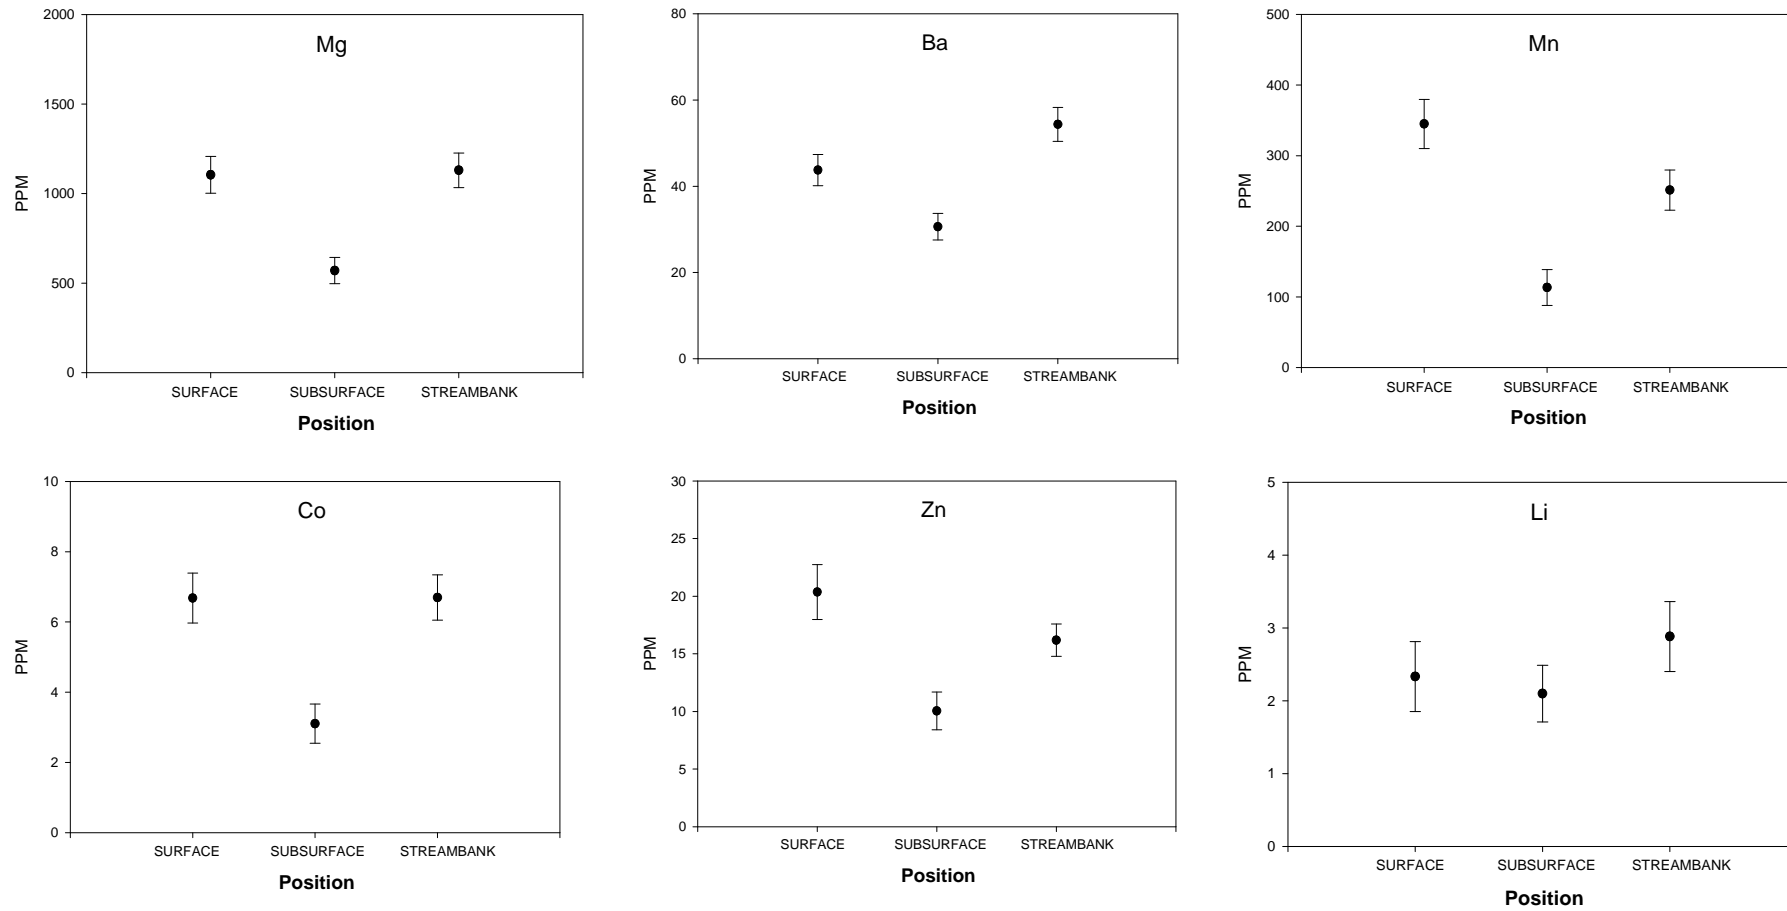 Mg
2000
1500
1000
500
0
PPM
SURFACE SUBSURFACE STREAMBANK
Position
Ba
80
60
40
20
0
PPM
SURFACE SUBSURFACE STREAMBANK
Position
Mn
500
400
300
200
100
0
PPM
SURFACE SUBSURFACE STREAMBANK
Position
Co
10
8
6
4
2
0
PPM
SURFACE SUBSURFACE STREAMBANK
Position
Zn
30
25
20
15
10
5
0
PPM
SURFACE SUBSURFACE STREAMBANK
Position
Li
5
4
3
2
1
0
PPM
SURFACE SUBSURFACE STREAMBANK
Position